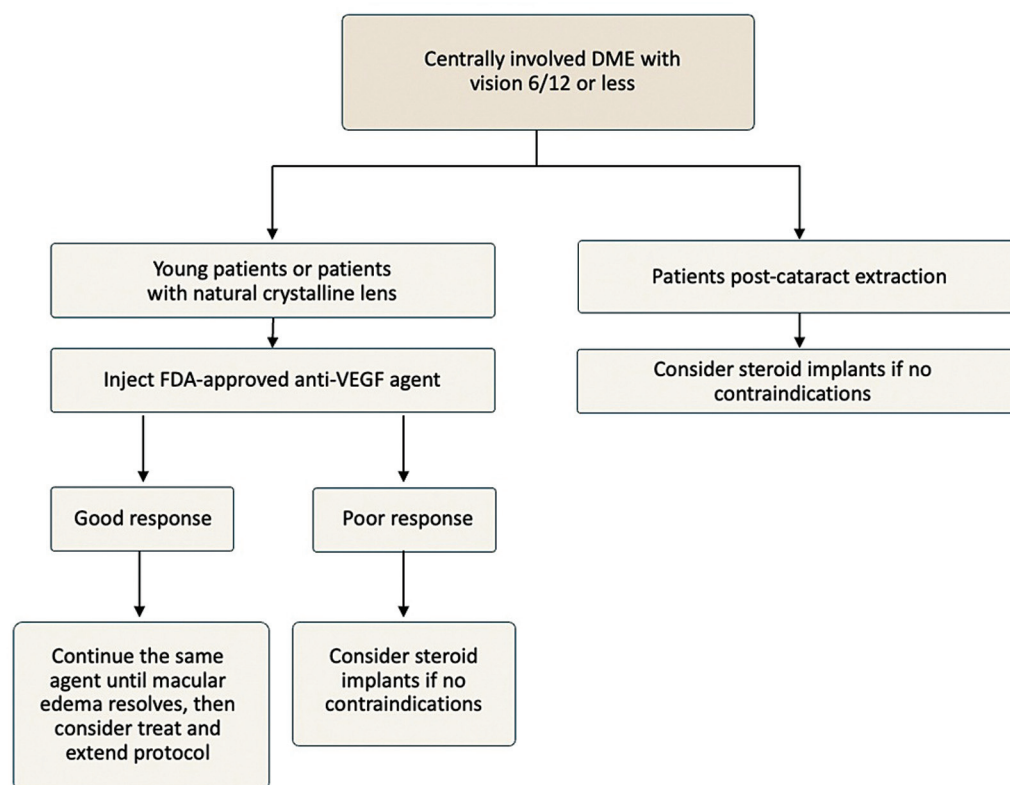 Centrally involved DME with
vision 6/12 or less
Young patients or patients
with natural crystalline lens
Patients post-cataract extraction
Inject FDA-approved anti-VEGF agent
Consider steroid implants if no
contraindications
Good response
Poor response
Continue the same
agent until macular
edema resolves, then
consider treat and
extend protocol
Consider steroid
implants if no
contraindications